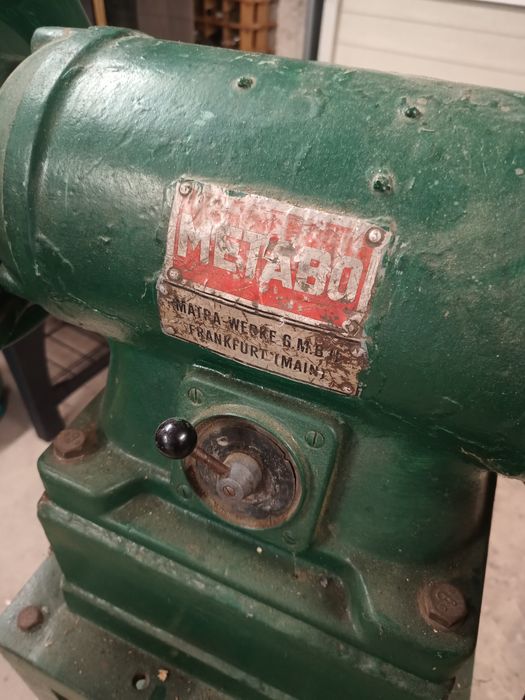 METABO
MATRA-WERKE G.M.B.H.
FRANKFURT (MAIN)